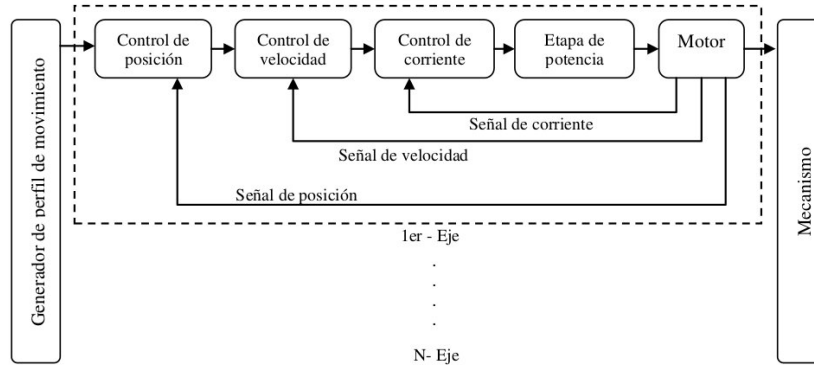 Generador de perfil de movimiento
Control de
posición
Control de
velocidad
Control de
corriente
Etapa de
potencia
Motor
Señal de corriente
Señal de velocidad
Señal de posición
1er - Eje
.
.
.
.
N- Eje
Mecanismo